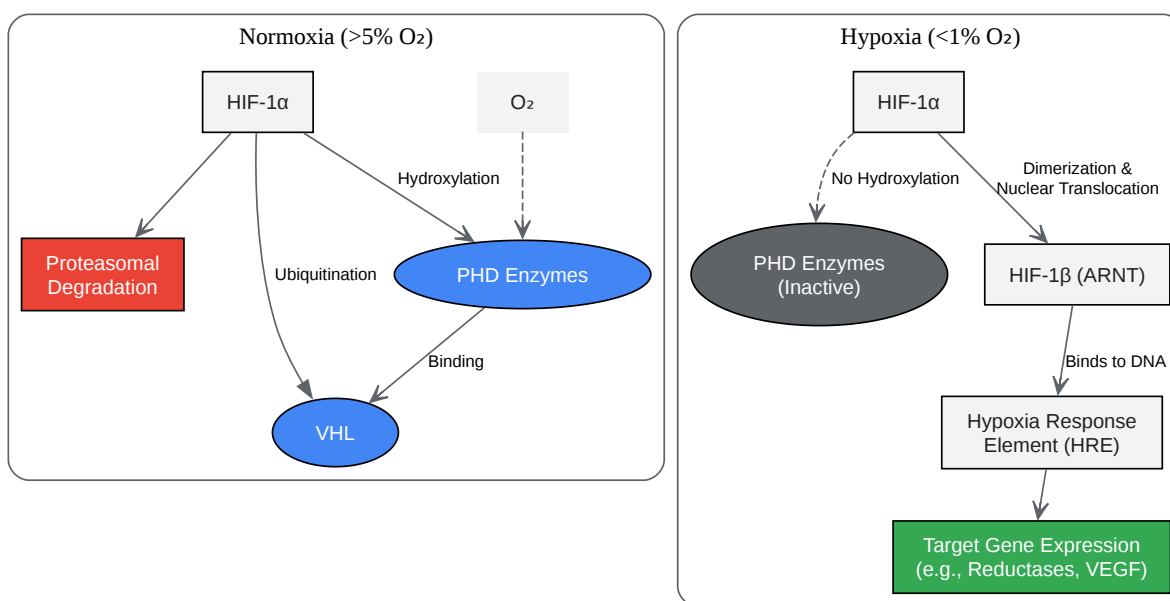 Normoxia (>5% O₂)
HIF-1α
O₂
Hydroxylation
Proteasomal
Degradation
Ubiquitination
PHD Enzymes
Binding
VHL
Hypoxia (<1% O₂)
HIF-1α
No Hydroxylation
Dimerization &
Nuclear Translocation
PHD Enzymes
(Inactive)
HIF-1β (ARNT)
Binds to DNA
Hypoxia Response
Element (HRE)
Target Gene Expression
(e.g., Reductases, VEGF)